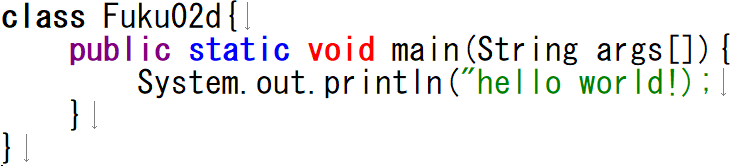 class Fuku02d{
    public static void main(String args[]){
        System.out.println("hello world!);
    }
}